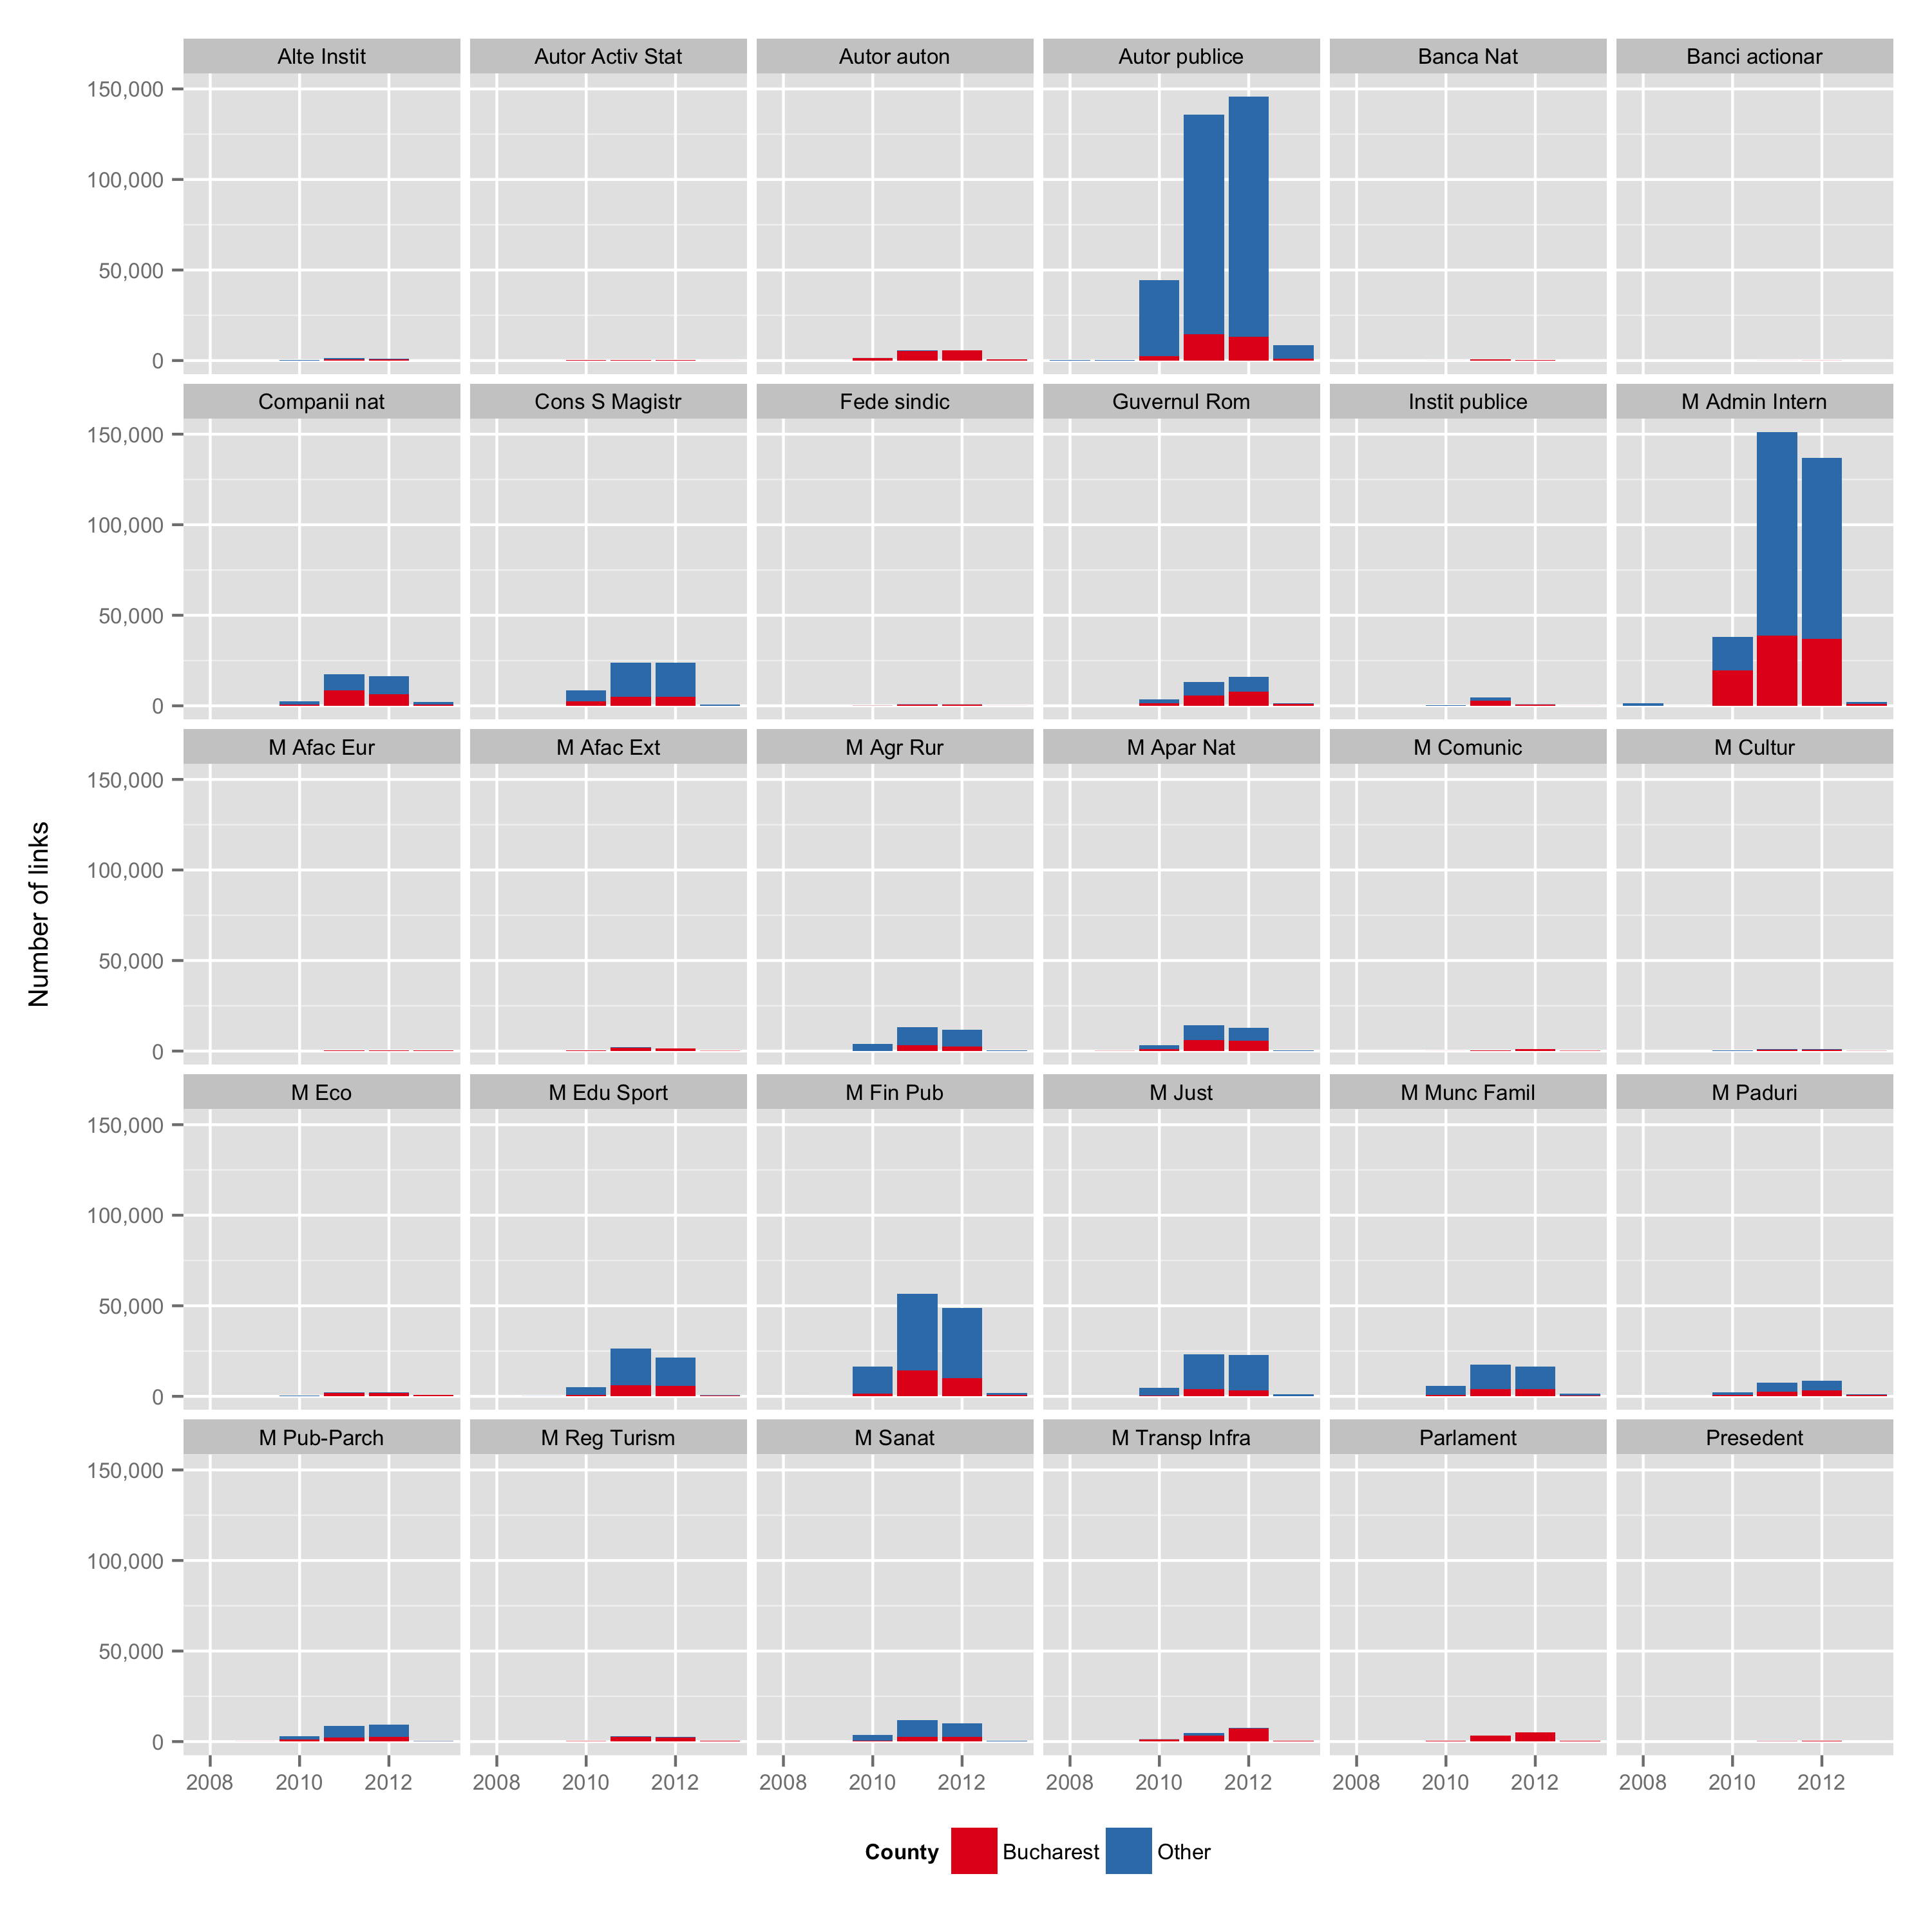 Alte Instit Autor Activ Stat Autor auton Autor publice Banca Nat Banci actionar
150,000
100,000
50,000
0
Companii nat Cons S Magistr Fede sindic Guvernul Rom Instit publice M Admin Intern
150,000
100,000
50,000
0
M Afac Eur M Afac Ext M Agr Rur M Apar Nat M Comunic M Cultur
150,000
100,000
50,000
0
Number of links
M Eco M Edu Sport M Fin Pub M Just M Munc Famil M Paduri
150,000
100,000
50,000
0
M Pub-Parch M Reg Turism M Sanat M Transp Infra Parlament Presedent
150,000
100,000
50,000
0
2008 2010 2012 2008 2010 2012 2008 2010 2012 2008 2010 2012 2008 2010 2012 2008 2010 2012
County Bucharest Other